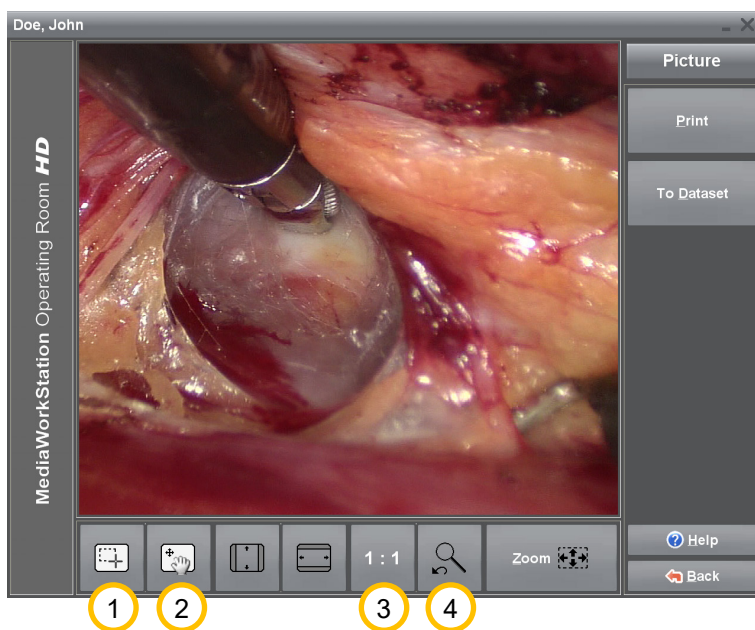 Doe, John
MediaWorkStation Operating Room HD
Picture
Print
To Dataset
1 : 1
Zoom
Help
Back
1
2
3
4